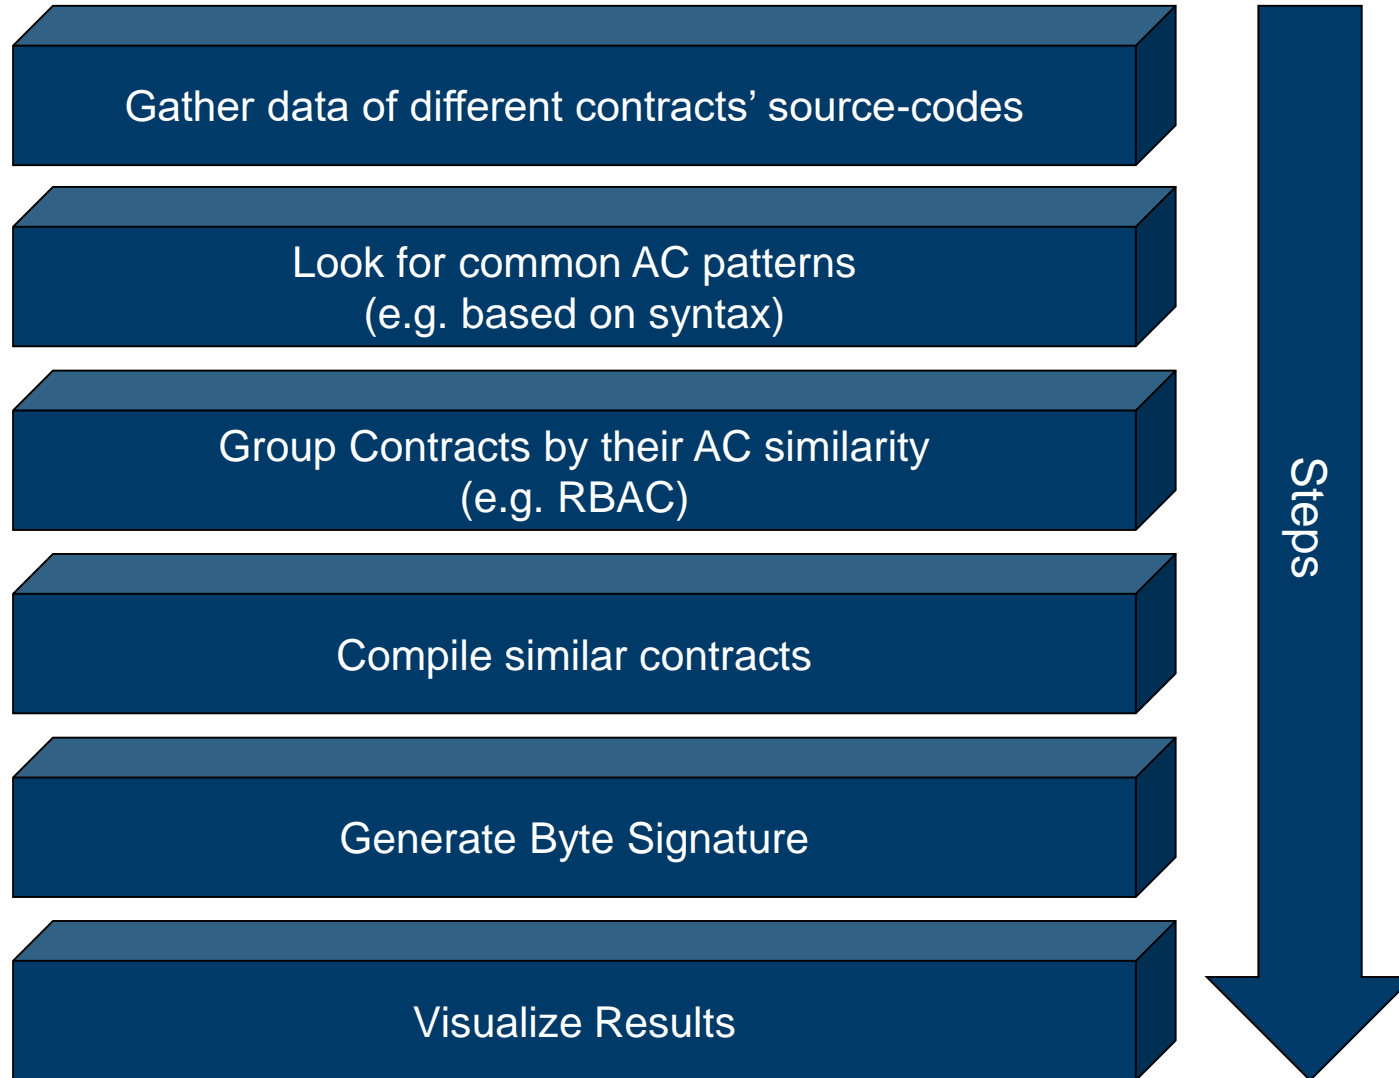 Gather data of different contracts’ source-codes
Look for common AC patterns
(e.g. based on syntax)
Group Contracts by their AC similarity
(e.g. RBAC)
Compile similar contracts
Generate Byte Signature
Visualize Results
Steps